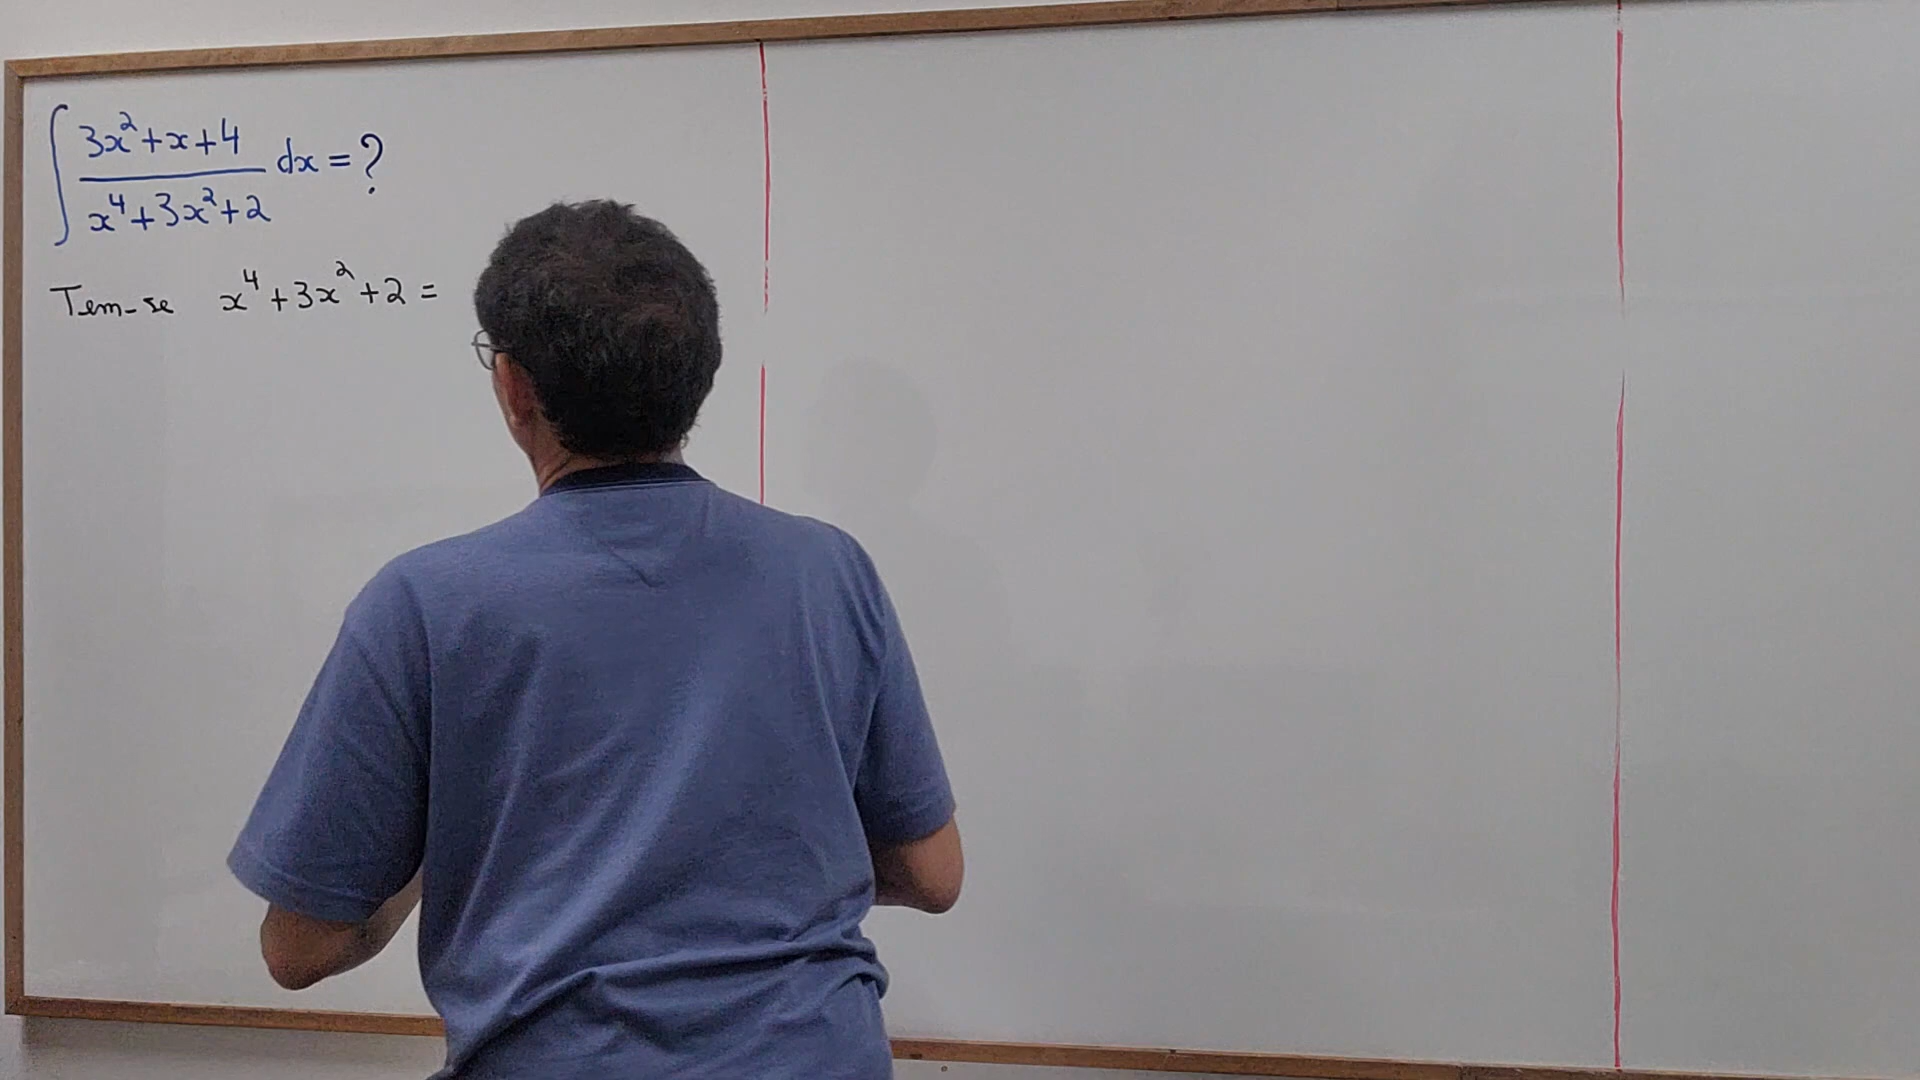 ∫ (3x²+x+4)/(x⁴+3x²+2) dx = ?
Tem-se x⁴+3x²+2 =